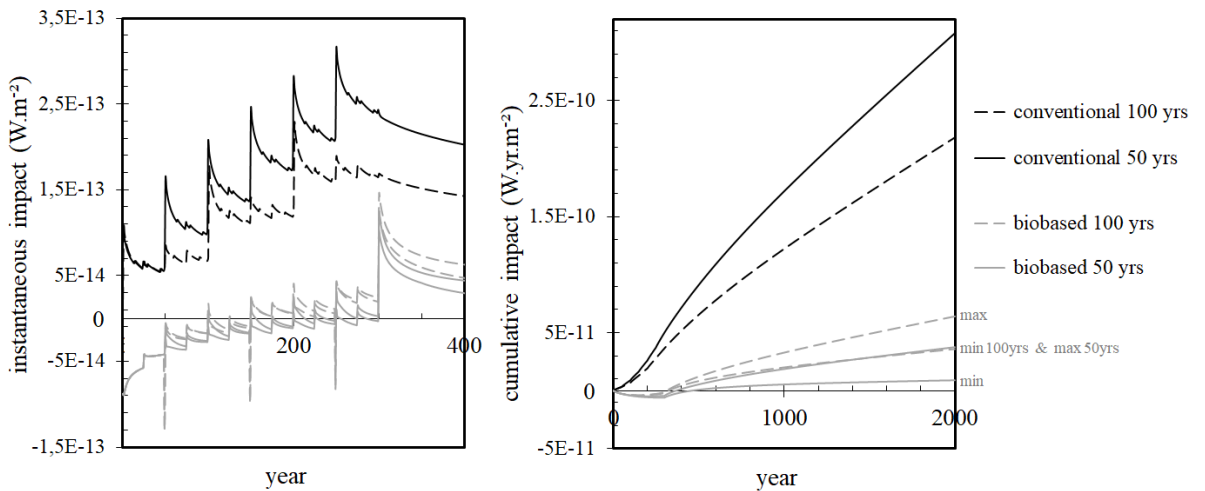 instantaneous impact (W.m⁻²)
3,5E-13
2,5E-13
1,5E-13
5E-14
0
-5E-14
-1,5E-13
200
400
year
cumulative impact (W.yr.m⁻²)
2.5E-10
1.5E-10
5E-11
0
-5E-11
0
1000
2000
year
max
min 100yrs & max 50yrs
min
conventional 100 yrs
conventional 50 yrs
biobased 100 yrs
biobased 50 yrs